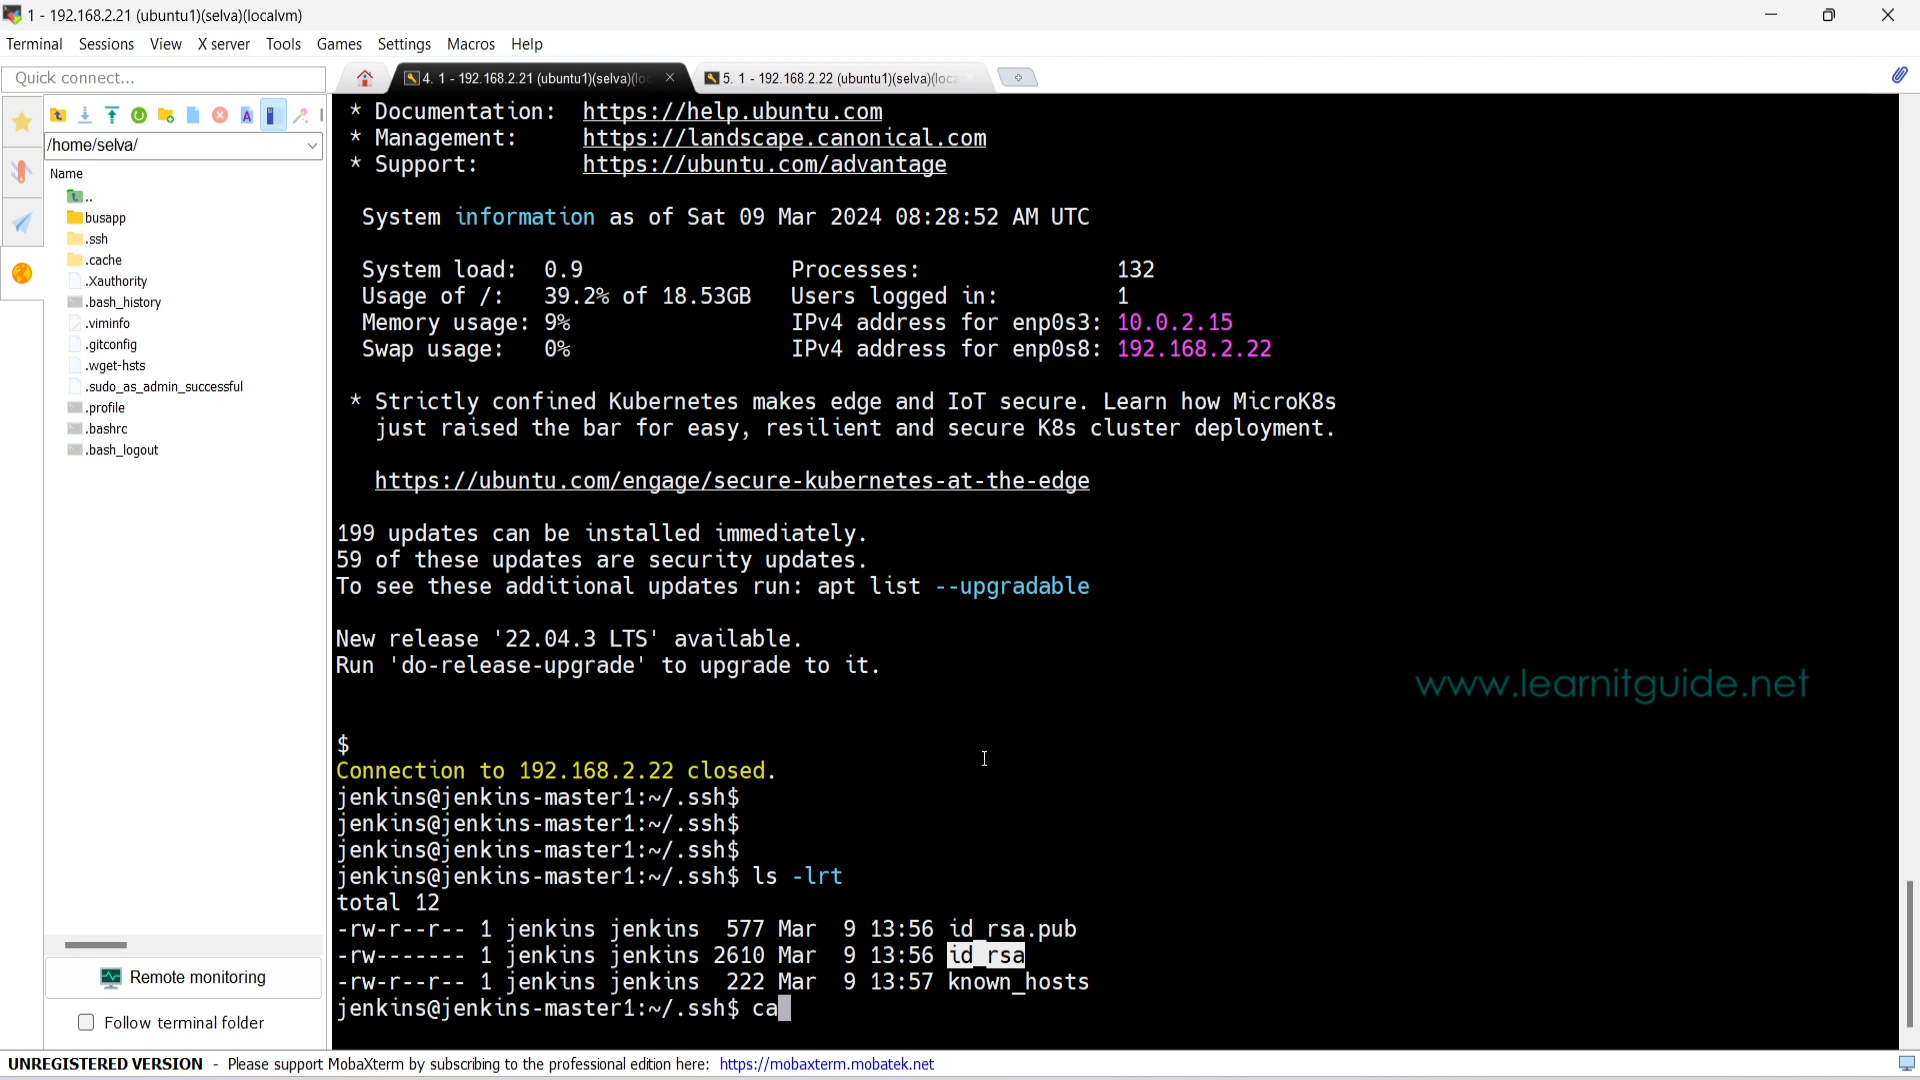 1 - 192.168.2.21 (ubuntu1)(selva)(localvm)
Terminal Sessions View X server Tools Games Settings Macros Help
Quick connect...
4. 1 - 192.168.2.21 (ubuntu1)(selva)(lo
5. 1 - 192.168.2.22 (ubuntu1)(selva)(loca
/home/selva/
Name
..
busapp
.ssh
.cache
.Xauthority
.bash_history
.viminfo
.gitconfig
.wget-hsts
.sudo_as_admin_successful
.profile
.bashrc
.bash_logout
Remote monitoring
Follow terminal folder
* Documentation: https://help.ubuntu.com
* Management: https://landscape.canonical.com
* Support: https://ubuntu.com/advantage
System information as of Sat 09 Mar 2024 08:28:52 AM UTC
System load: 0.9 Processes: 132
Usage of /: 39.2% of 18.53GB Users logged in: 1
Memory usage: 9% IPv4 address for enp0s3: 10.0.2.15
Swap usage: 0% IPv4 address for enp0s8: 192.168.2.22
* Strictly confined Kubernetes makes edge and IoT secure. Learn how MicroK8s
just raised the bar for easy, resilient and secure K8s cluster deployment.
https://ubuntu.com/engage/secure-kubernetes-at-the-edge
199 updates can be installed immediately.
59 of these updates are security updates.
To see these additional updates run: apt list --upgradable
New release '22.04.3 LTS' available.
Run 'do-release-upgrade' to upgrade to it.
www.learnitguide.net
$
Connection to 192.168.2.22 closed.
jenkins@jenkins-master1:~/.ssh$
jenkins@jenkins-master1:~/.ssh$
jenkins@jenkins-master1:~/.ssh$
jenkins@jenkins-master1:~/.ssh$ ls -lrt
total 12
-rw-r--r-- 1 jenkins jenkins 577 Mar 9 13:56 id_rsa.pub
-rw------- 1 jenkins jenkins 2610 Mar 9 13:56 id_rsa
-rw-r--r-- 1 jenkins jenkins 222 Mar 9 13:57 known_hosts
jenkins@jenkins-master1:~/.ssh$ ca
UNREGISTERED VERSION - Please support MobaXterm by subscribing to the professional edition here: https://mobaxterm.mobatek.net